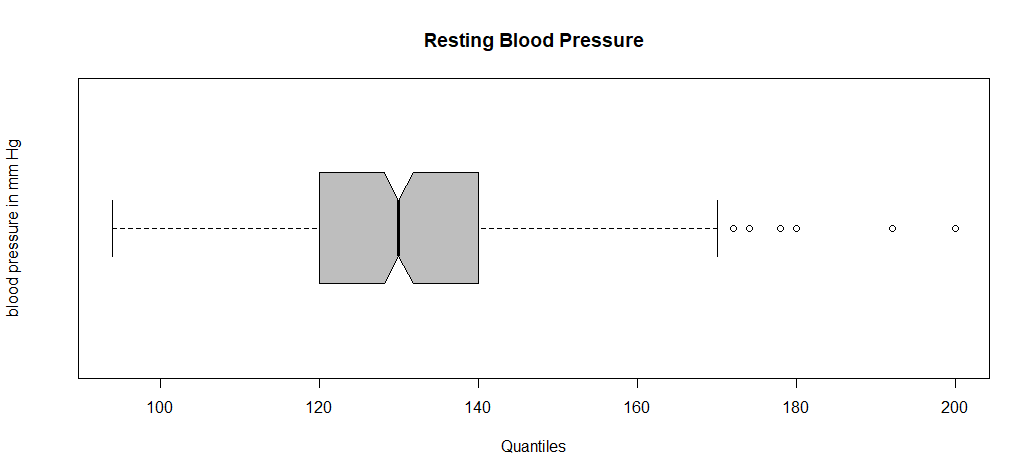 Resting Blood Pressure
blood pressure in mm Hg
100 120 140 160 180 200
Quantiles